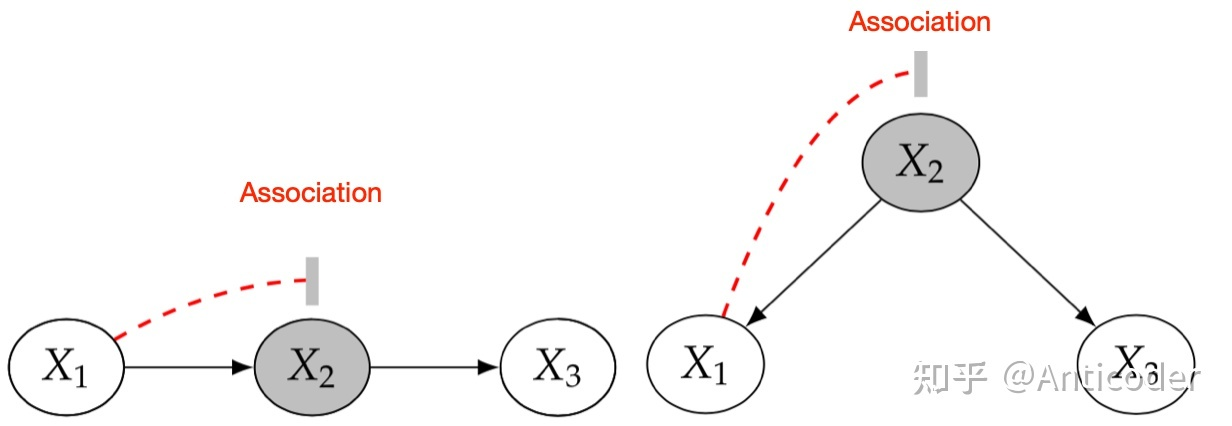 Association
Association
X₂
X₁ X₂ X₃
X₁ X₃
知乎 @Anticoder